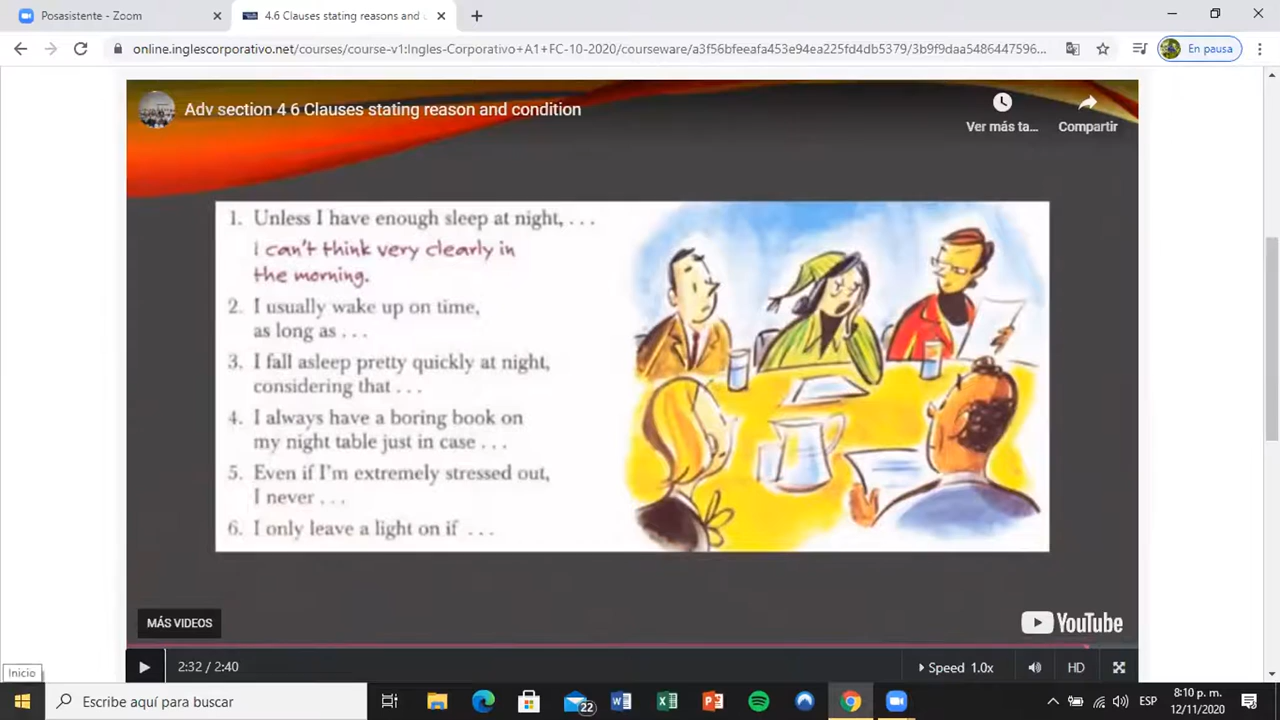 Posasistente - Zoom
4.6 Clauses stating reasons and
online.inglescorporativo.net/courses/course-v1:Ingles-Corporativo+A1+FC-10-2020/courseware/a3f56bfeeafa453e94ea225fd4db5379/3b9f9daa5486447596...
En pausa
Adv section 4 6 Clauses stating reason and condition
Ver más ta...
Compartir
1. Unless I have enough sleep at night, . . .
I can't think very clearly in
the morning.
2. I usually wake up on time,
as long as . . .
3. I fall asleep pretty quickly at night,
considering that . . .
4. I always have a boring book on
my night table just in case . . .
5. Even if I'm extremely stressed out,
I never . . .
6. I only leave a light on if . . .
MÁS VIDEOS
YouTube
2:32 / 2:40
Speed 1.0x
HD
Inicio
Escribe aquí para buscar
22
ESP
8:10 p. m.
12/11/2020